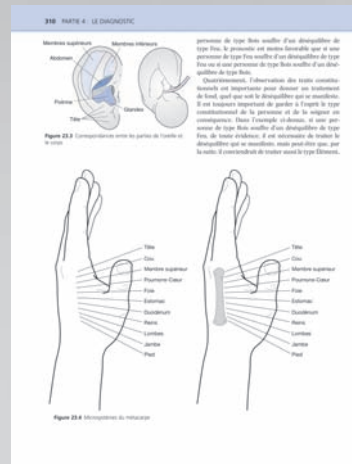 310 PARTIE 4 : LE DIAGNOSTIC
Membres supérieurs
Membres inférieurs
Abdomen
Poitrine
Tête
Glandes
Figure 23.3 Correspondances entre les parties de l'oreille et
le corps
personne de type Bois souffre d'un déséquilibre de
type Feu, le pronostic est moins favorable que si une
personne de type Feu souffre d'un déséquilibre de type
Feu ou si une personne de type Bois souffre d'un désé-
quilibre de type Bois.
Quatrièmement, l'observation des traits constitu-
tionnels est importante pour donner un traitement
de fond, quel que soit le déséquilibre qui se manifeste.
Il est toujours important de garder à l'esprit le type
constitutionnel de la personne et de la soigner en
conséquence. Dans l'exemple ci-dessus, si une per-
sonne de type Bois souffre d'un déséquilibre de type
Feu, de toute évidence, il est nécessaire de traiter le
déséquilibre qui se manifeste, mais peut-être que, par
la suite, il conviendrait de traiter aussi le type Élément.
Tête
Cou
Membre supérieur
Poumons-Cœur
Foie
Estomac
Duodénum
Reins
Lombes
Jambe
Pied
Tête
Cou
Membre supérieur
Poumons-Cœur
Foie
Estomac
Duodénum
Reins
Lombes
Jambe
Pied
Figure 23.4 Microsystèmes du métacarpe